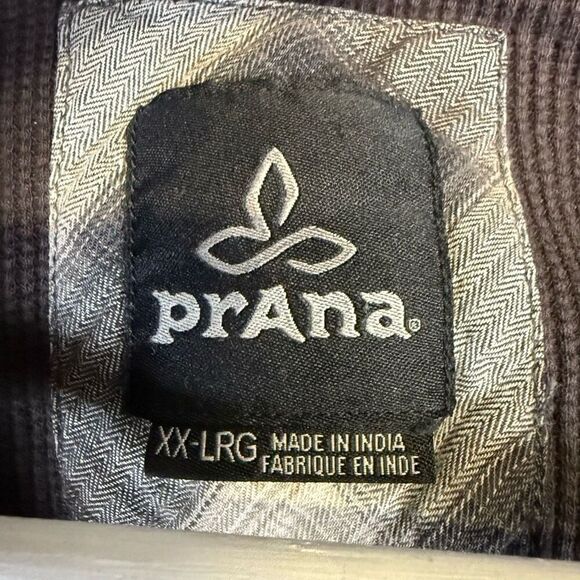 prAna®
XX-LRG MADE IN INDIA
FABRIQUE EN INDE